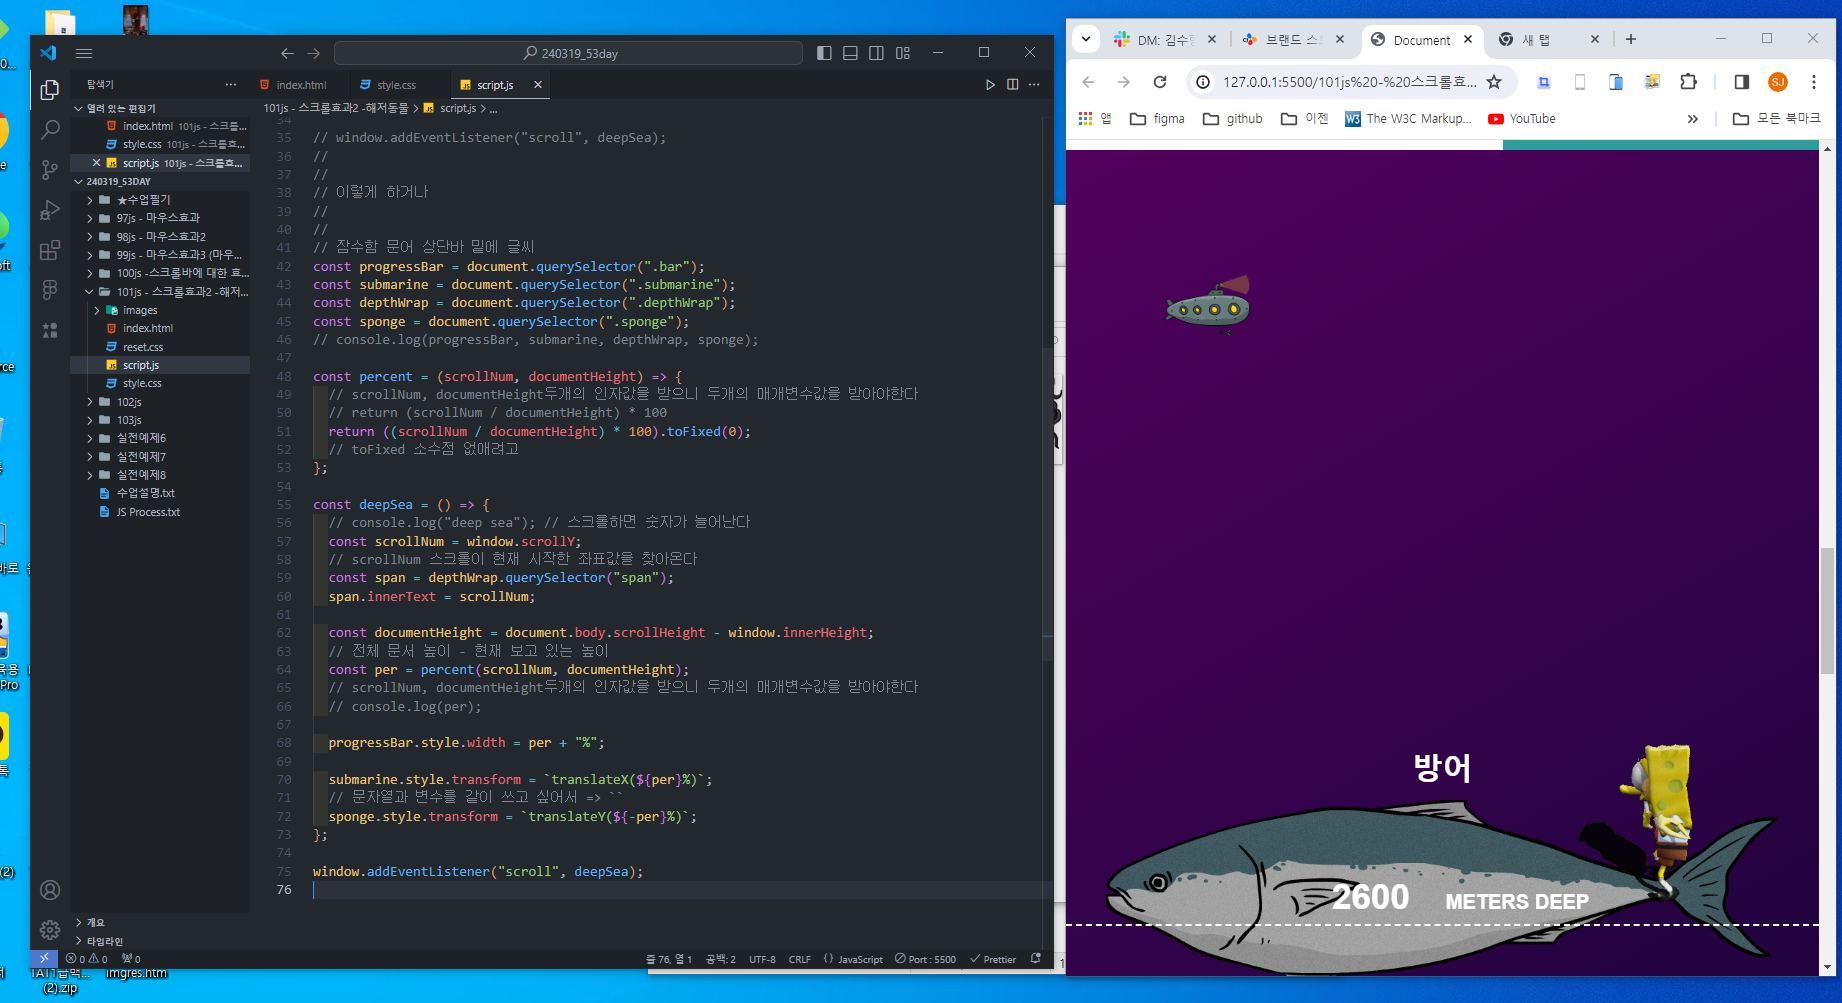 240319_53day
탐색기
index.html
style.css
script.js
101js - 스크롤효과2 -해저동물 > script.js > ...
열려 있는 편집기
index.html 101js - 스크롤...
style.css 101js - 스크롤효...
script.js 101js - 스크롤효...
240319_53DAY
★수업필기
97js - 마우스효과
98js - 마우스효과2
99js - 마우스효과3 (마우...
100js -스크롤바에 대한 효...
101js - 스크롤효과2 -해저...
images
index.html
reset.css
script.js
style.css
102js
103js
실전예제6
실전예제7
실전예제8
수업설명.txt
JS Process.txt
개요
타임라인
34
35 // window.addEventListener("scroll", deepSea);
36 //
37 //
38 // 이렇게 하거나
39 //
40 //
41 // 잠수함 문어 상단바 밑에 글씨
42 const progressBar = document.querySelector(".bar");
43 const submarine = document.querySelector(".submarine");
44 const depthWrap = document.querySelector(".depthWrap");
45 const sponge = document.querySelector(".sponge");
46 // console.log(progressBar, submarine, depthWrap, sponge);
47
48 const percent = (scrollNum, documentHeight) => {
49 // scrollNum, documentHeight두개의 인자값을 받으니 두개의 매개변수값을 받아야한다
50 // return (scrollNum / documentHeight) * 100
51 return ((scrollNum / documentHeight) * 100).toFixed(0);
52 // toFixed 소수점 없애려고
53 };
54
55 const deepSea = () => {
56 // console.log("deep sea"); // 스크롤하면 숫자가 늘어난다
57 const scrollNum = window.scrollY;
58 // scrollNum 스크롤이 현재 시작한 좌표값을 찾아온다
59 const span = depthWrap.querySelector("span");
60 span.innerText = scrollNum;
61
62 const documentHeight = document.body.scrollHeight - window.innerHeight;
63 // 전체 문서 높이 - 현재 보고 있는 높이
64 const per = percent(scrollNum, documentHeight);
65 // scrollNum, documentHeight두개의 인자값을 받으니 두개의 매개변수값을 받아야한다
66 // console.log(per);
67
68 progressBar.style.width = per + "%";
69
70 submarine.style.transform = `translateX(${per}%)`;
71 // 문자열과 변수를 같이 쓰고 싶어서 => ``
72 sponge.style.transform = `translateY(${-per}%)`;
73 };
74
75 window.addEventListener("scroll", deepSea);
76
0 0 0
줄 76, 열 1 공백: 2 UTF-8 CRLF {} JavaScript Port : 5500 Prettier
(2).zip
imgres.htm
DM: 김수
브랜드 스
Document
새 탭
127.0.0.1:5500/101js%20-%20스크롤효...
SJ
앱 figma github 이젠 The W3C Markup... YouTube 모든 북마크
방어
2600 METERS DEEP